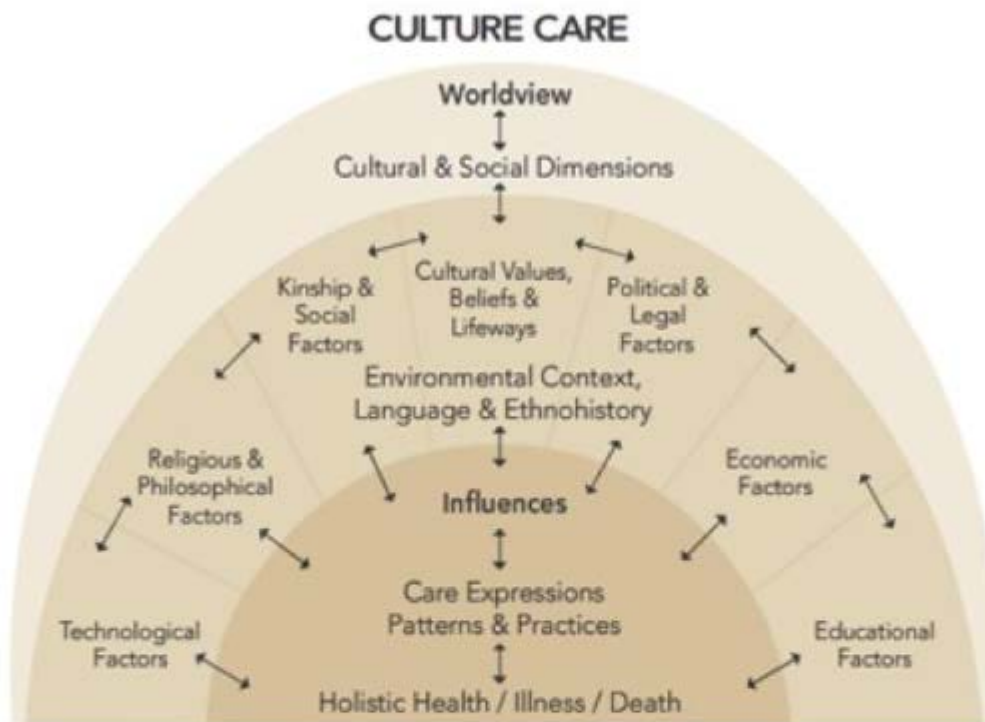 CULTURE CARE
Worldview
Cultural & Social Dimensions
Kinship &
Social
Factors
Cultural Values,
Beliefs &
Lifeways
Political &
Legal
Factors
Environmental Context,
Language & Ethnohistory
Religious &
Philosophical
Factors
Economic
Factors
Influences
Care Expressions
Patterns & Practices
Technological
Factors
Educational
Factors
Holistic Health / Illness / Death